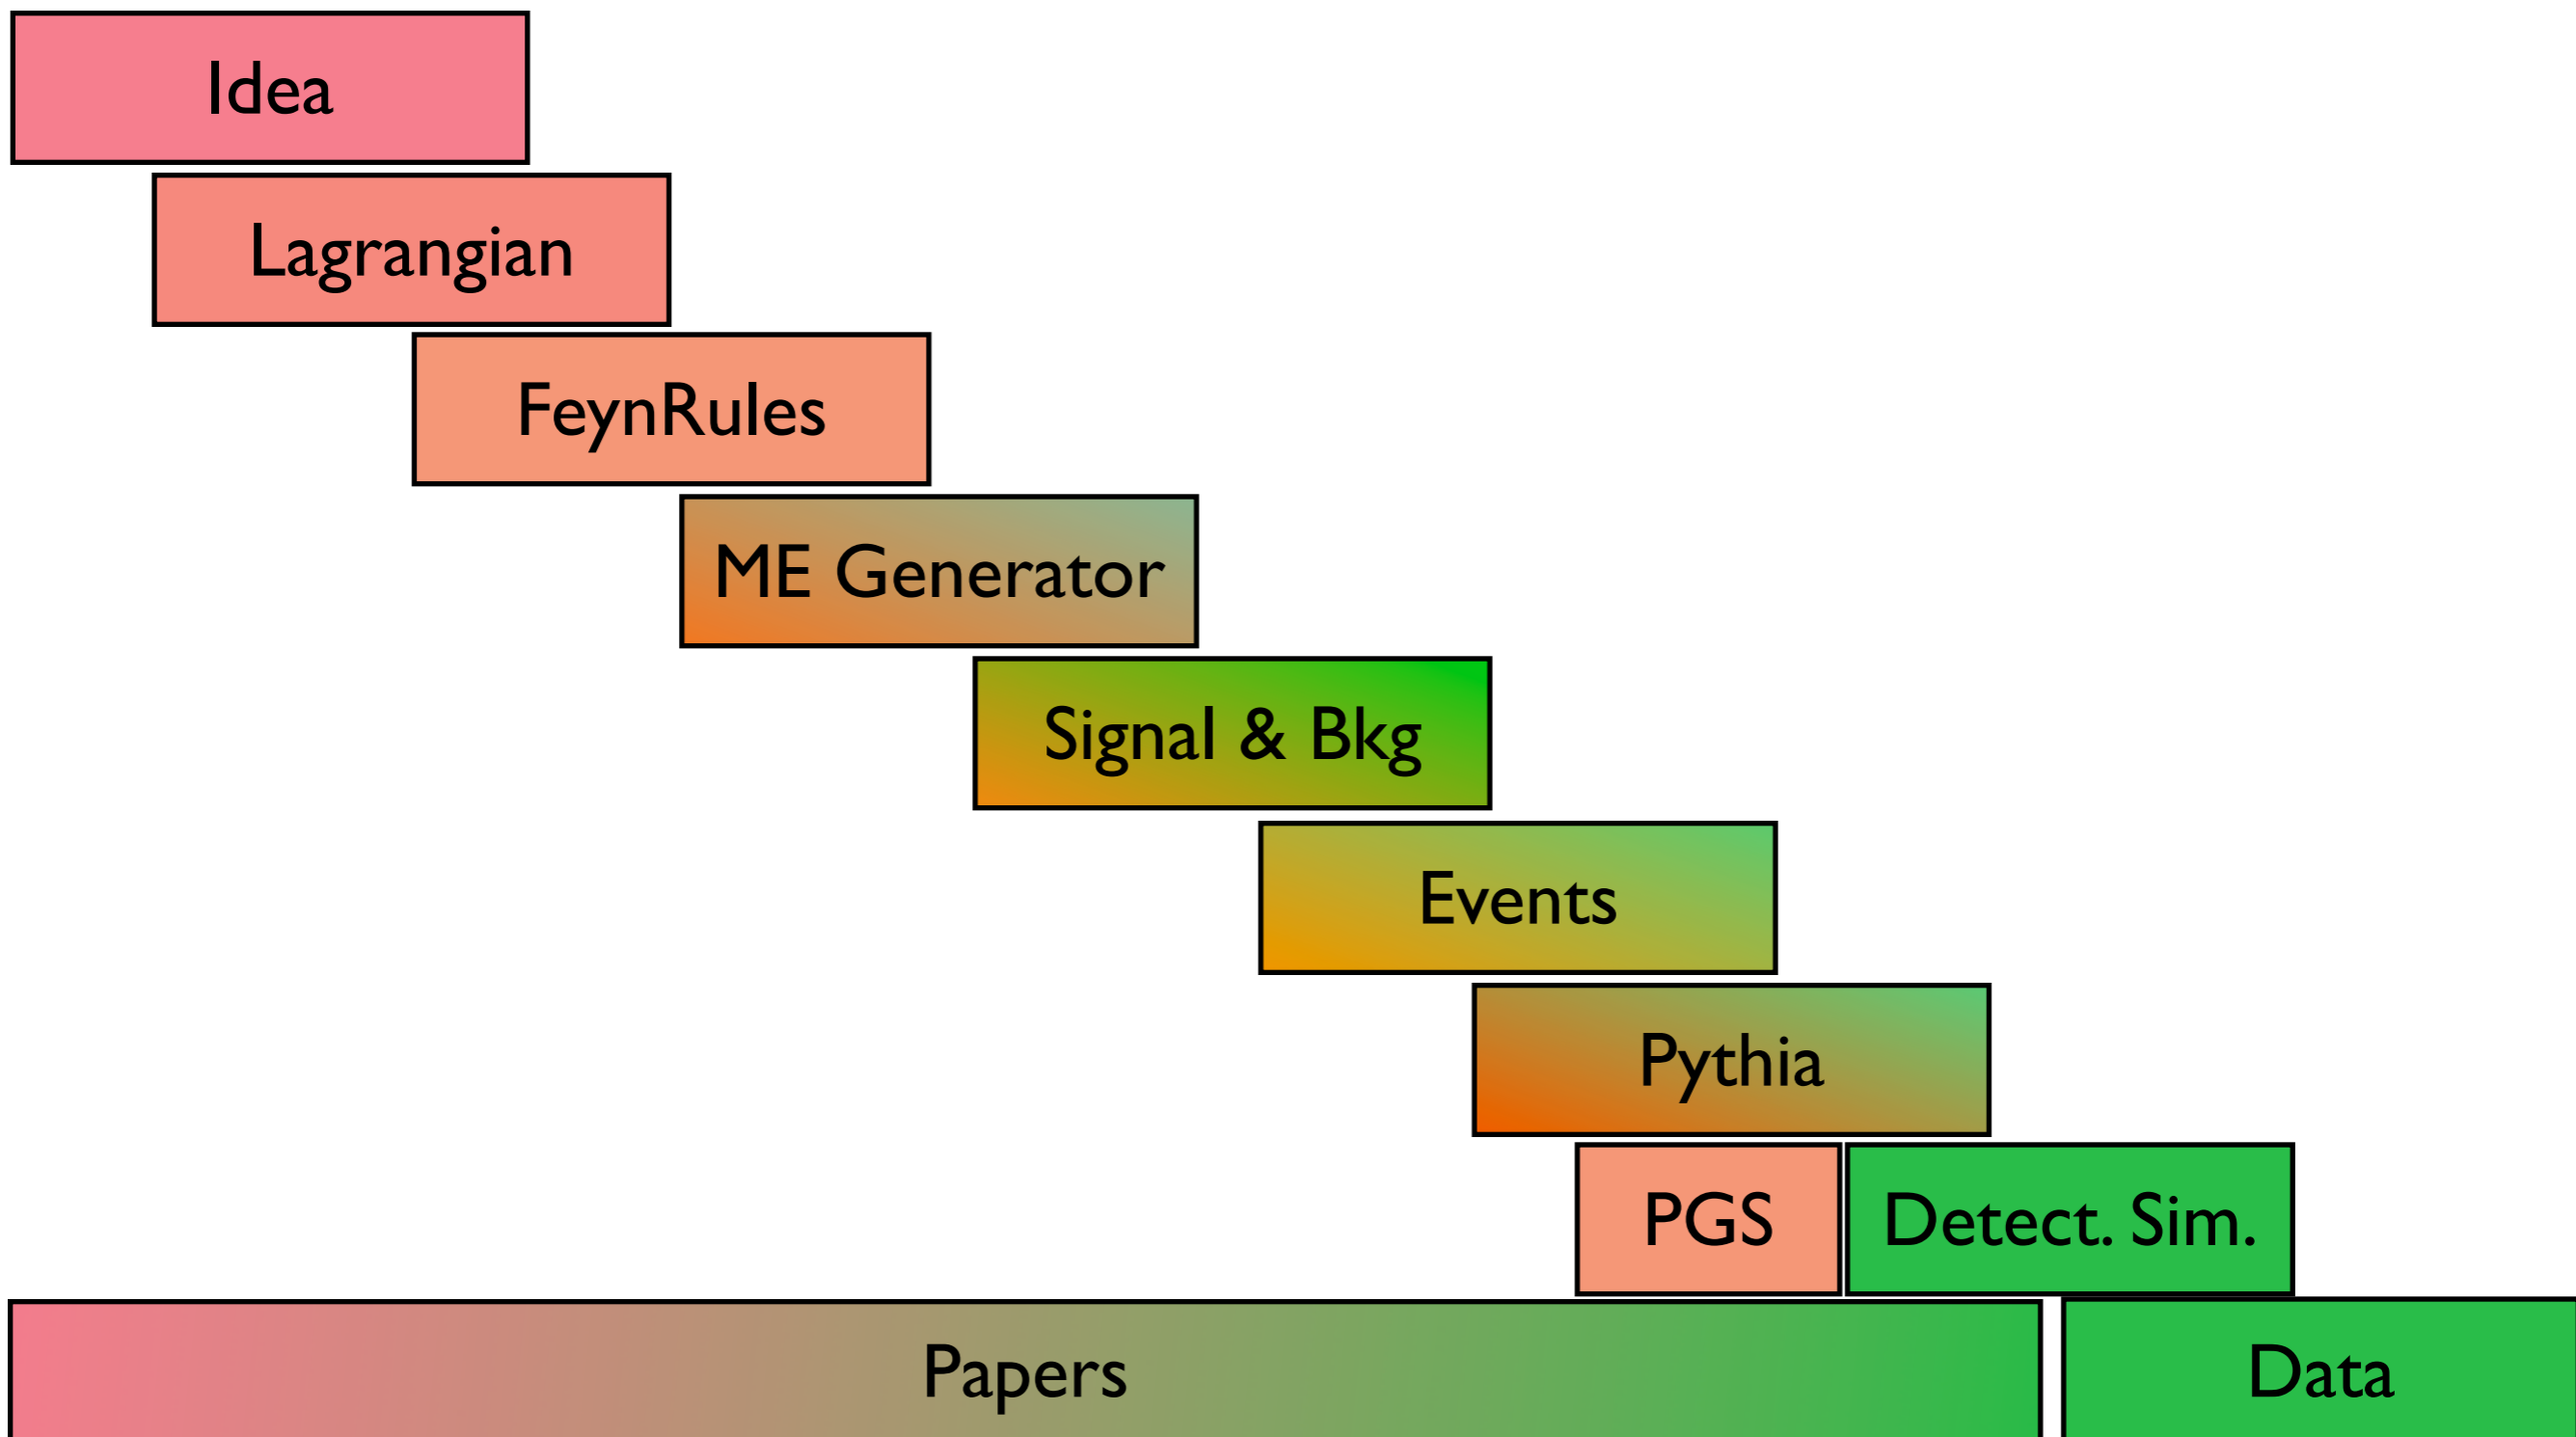 Idea
Lagrangian
FeynRules
ME Generator
Signal & Bkg
Events
Pythia
PGS
Detect. Sim.
Papers
Data